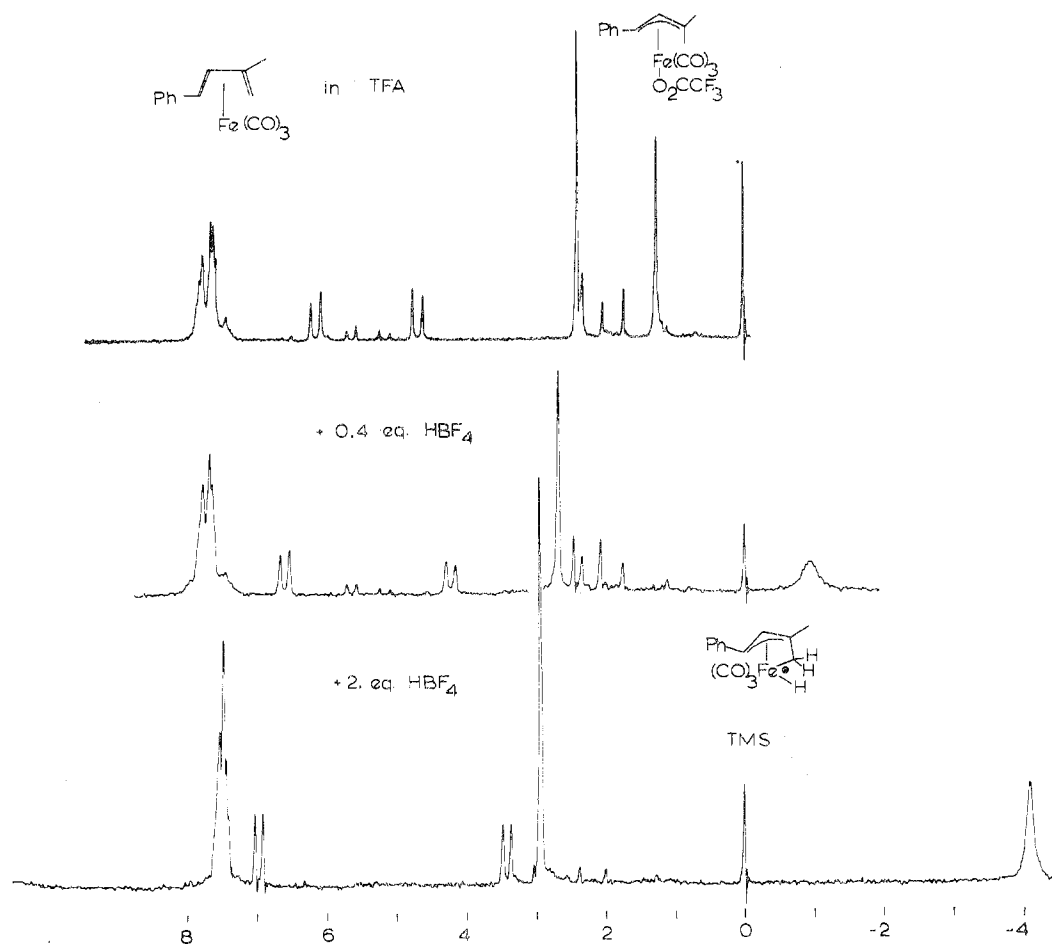 Ph
Fe(CO)3
in TFA
Ph
Fe(CO)3
O2CCF3
+ 0.4 eq. HBF4
+2. eq. HBF4
Ph
(CO)3Fe
H
H
H
TMS
8 6 4 2 0 -2 -4